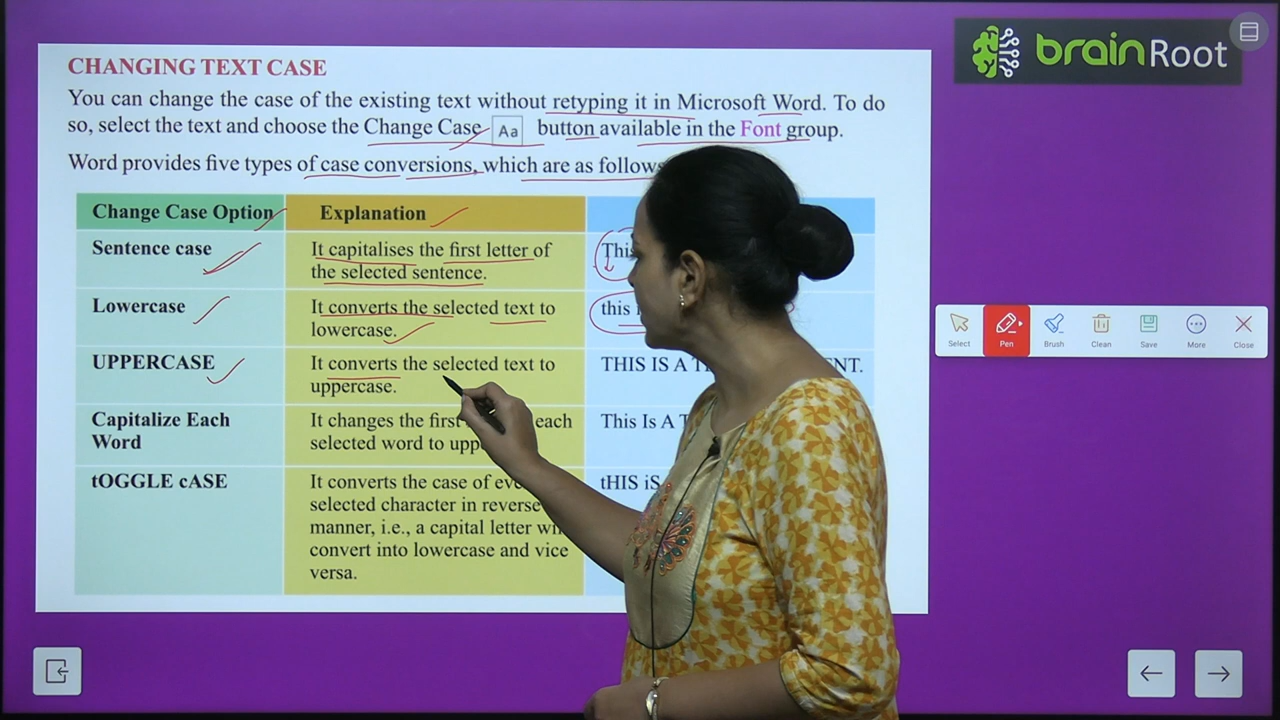 brainRoot
CHANGING TEXT CASE
You can change the case of the existing text without retyping it in Microsoft Word. To do
so, select the text and choose the Change Case Aa button available in the Font group.
Word provides five types of case conversions, which are as follows
Change Case Option
Explanation
Sentence case
It capitalises the first letter of
the selected sentence.
This
Lowercase
It converts the selected text to
lowercase.
this
UPPERCASE
It converts the selected text to
uppercase.
THIS IS A
Capitalize Each
Word
It changes the first each
selected word to
This Is A
tOGGLE cASE
It converts the case of
selected character in reverse
manner, i.e., a capital letter
convert into lowercase and vice
versa.
tHIS iS
Select
Pen
Brush
Clean
Save
More
Close